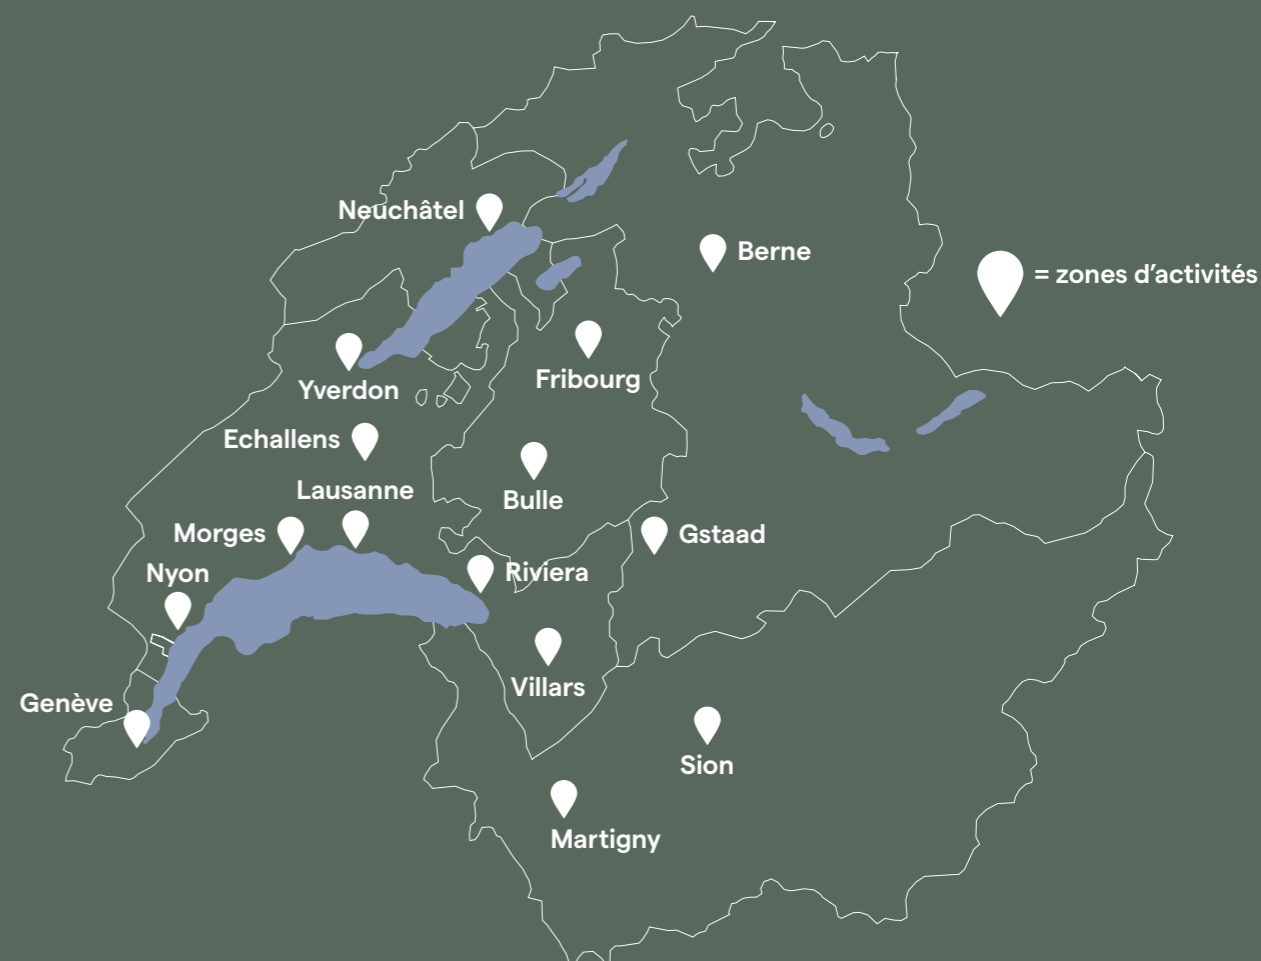 Neuchâtel
Berne
= zones d’activités
Fribourg
Yverdon
Echallens
Lausanne
Bulle
Morges
Gstaad
Nyon
Riviera
Villars
Genève
Sion
Martigny